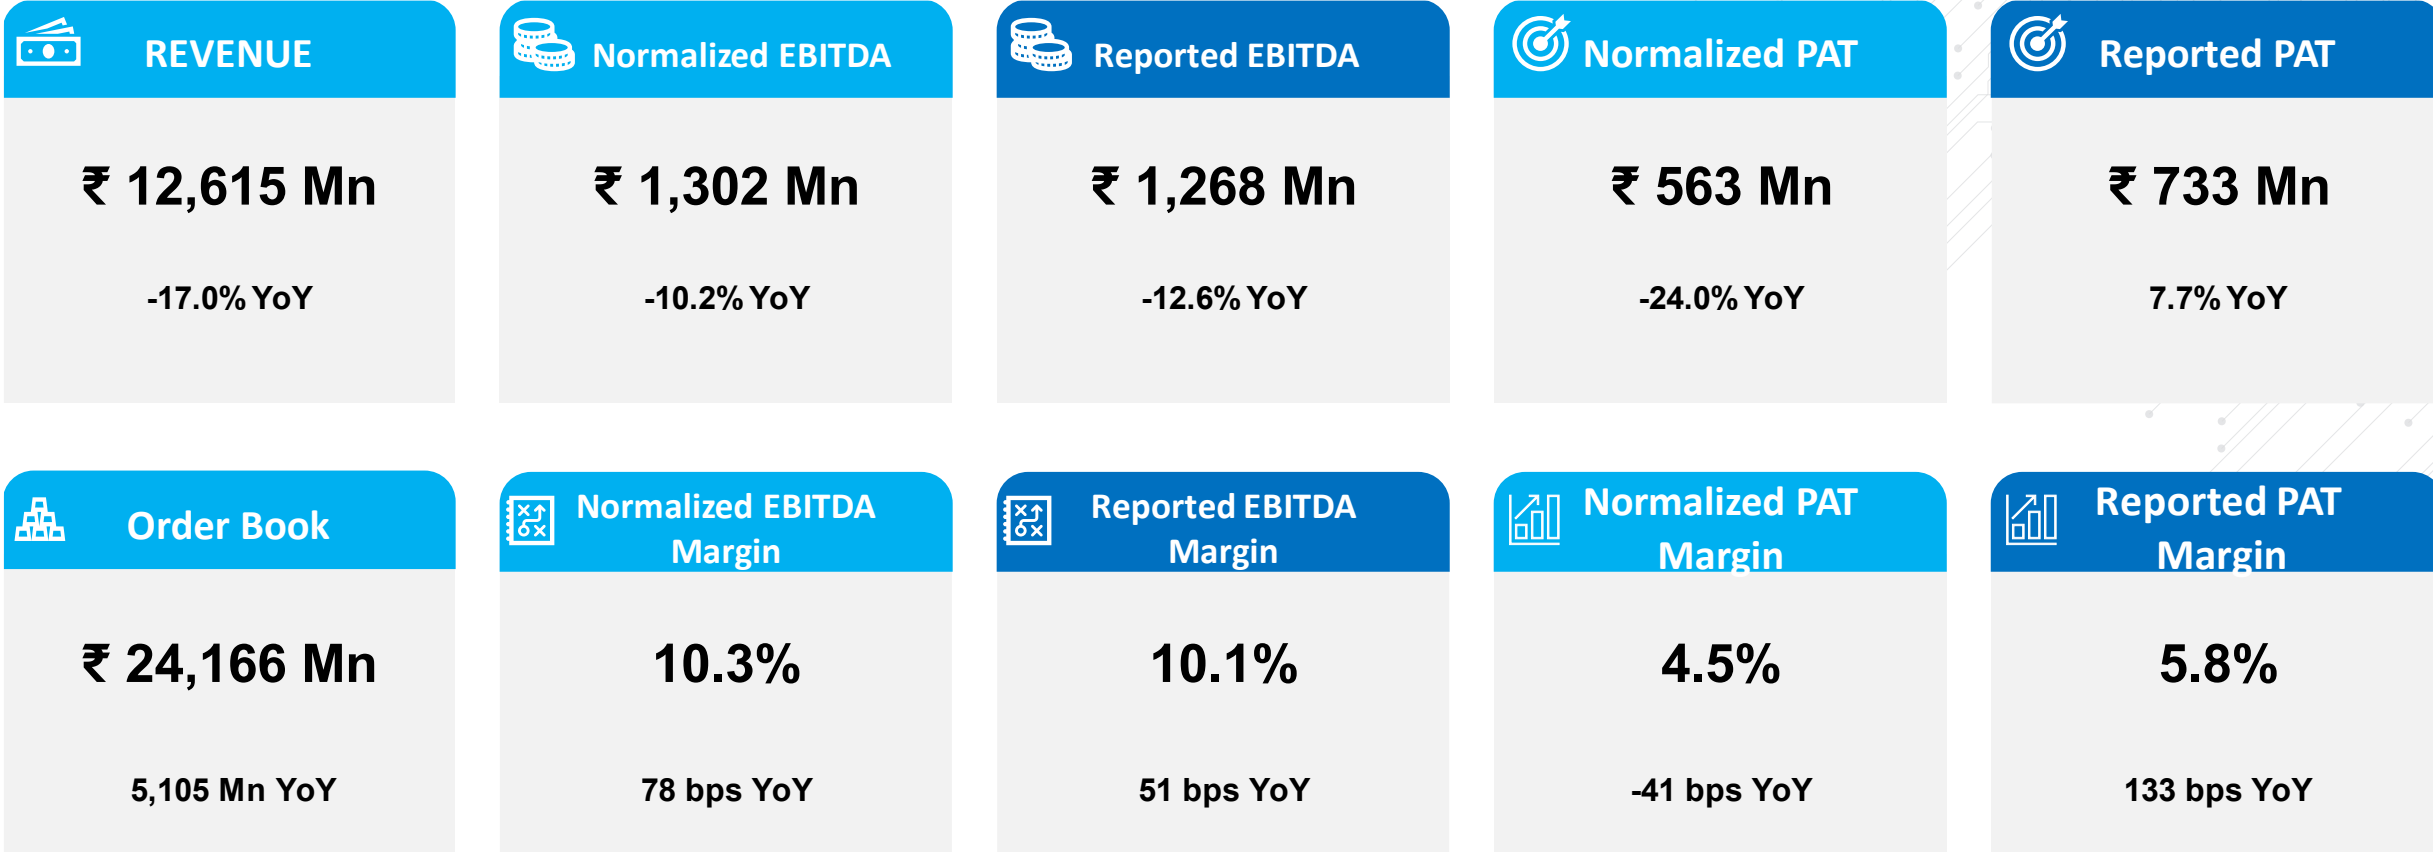 REVENUE
₹ 12,615 Mn
-17.0% YoY
Normalized EBITDA
₹ 1,302 Mn
-10.2% YoY
Reported EBITDA
₹ 1,268 Mn
-12.6% YoY
Normalized PAT
₹ 563 Mn
-24.0% YoY
Reported PAT
₹ 733 Mn
7.7% YoY
Order Book
₹ 24,166 Mn
5,105 Mn YoY
Normalized EBITDA
Margin
10.3%
78 bps YoY
Reported EBITDA
Margin
10.1%
51 bps YoY
Normalized PAT
Margin
4.5%
-41 bps YoY
Reported PAT
Margin
5.8%
133 bps YoY